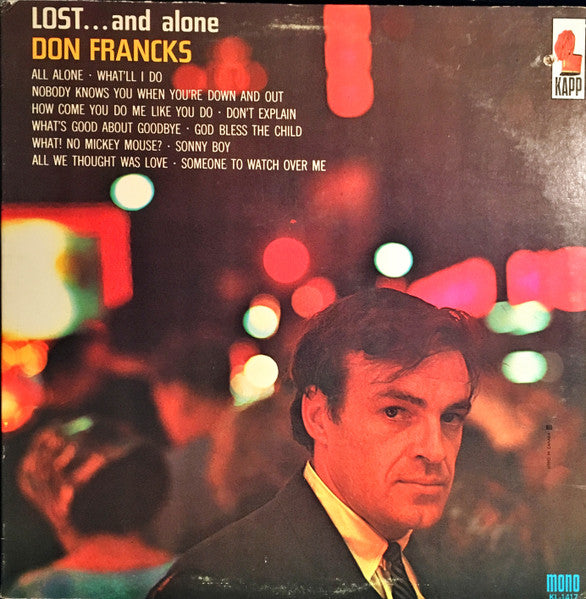 LOST...and alone
DON FRANCKS
ALL ALONE · WHAT'LL I DO
NOBODY KNOWS YOU WHEN YOU'RE DOWN AND OUT
HOW COME YOU DO ME LIKE YOU DO · DON'T EXPLAIN
WHAT'S GOOD ABOUT GOODBYE · GOD BLESS THE CHILD
WHAT! NO MICKEY MOUSE? · SONNY BOY
ALL WE THOUGHT WAS LOVE · SOMEONE TO WATCH OVER ME
KAPP
mono
KL-1417